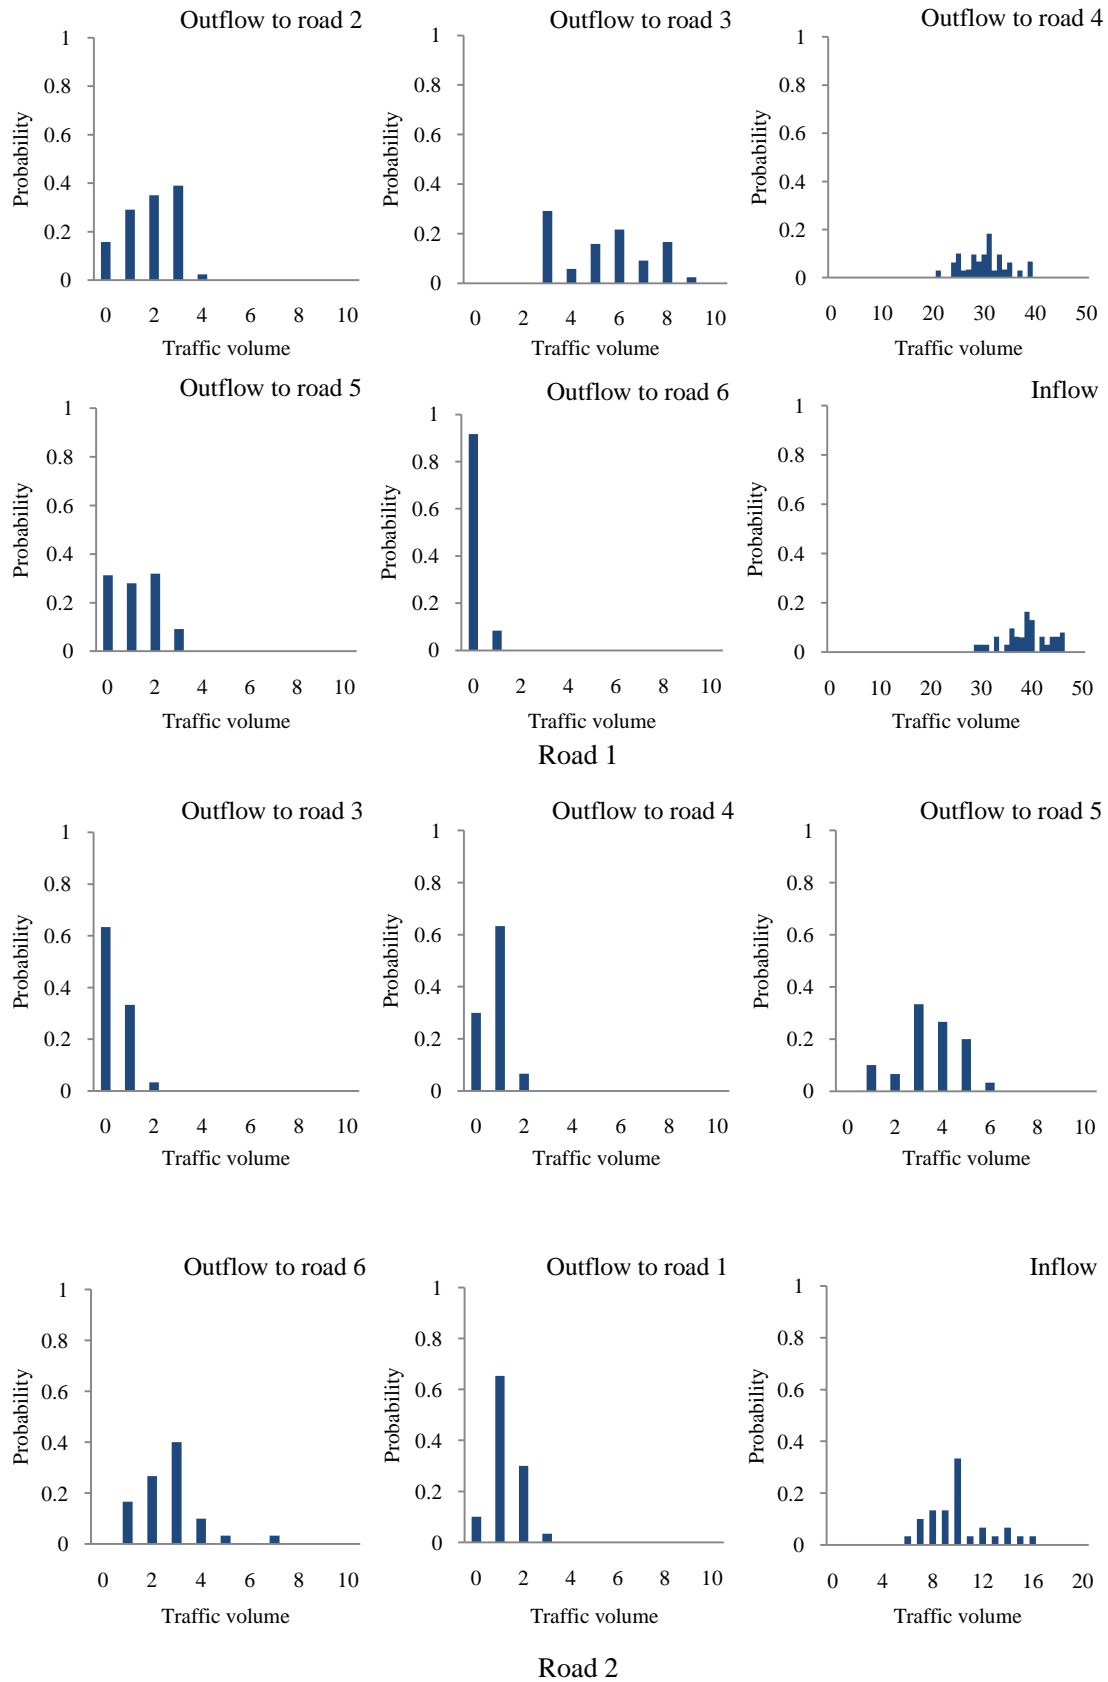 Outflow to road 2
1
0.8
0.6
0.4
0.2
0
Probability
0 2 4 6 8 10
Traffic volume
Outflow to road 3
1
0.8
0.6
0.4
0.2
0
Probability
0 2 4 6 8 10
Traffic volume
Outflow to road 4
1
0.8
0.6
0.4
0.2
0
Probability
0 10 20 30 40 50
Traffic volume
Outflow to road 5
1
0.8
0.6
0.4
0.2
0
Probability
0 2 4 6 8 10
Traffic volume
Outflow to road 6
1
0.8
0.6
0.4
0.2
0
Probability
0 2 4 6 8 10
Traffic volume
Inflow
1
0.8
0.6
0.4
0.2
0
Probability
0 10 20 30 40 50
Traffic volume
Road 1
Outflow to road 3
1
0.8
0.6
0.4
0.2
0
Probability
0 2 4 6 8 10
Traffic volume
Outflow to road 4
1
0.8
0.6
0.4
0.2
0
Probability
0 2 4 6 8 10
Traffic volume
Outflow to road 5
1
0.8
0.6
0.4
0.2
0
Probability
0 2 4 6 8 10
Traffic volume
Outflow to road 6
1
0.8
0.6
0.4
0.2
0
Probability
0 2 4 6 8 10
Traffic volume
Outflow to road 1
1
0.8
0.6
0.4
0.2
0
Probability
0 2 4 6 8 10
Traffic volume
Inflow
1
0.8
0.6
0.4
0.2
0
Probability
0 4 8 12 16 20
Traffic volume
Road 2